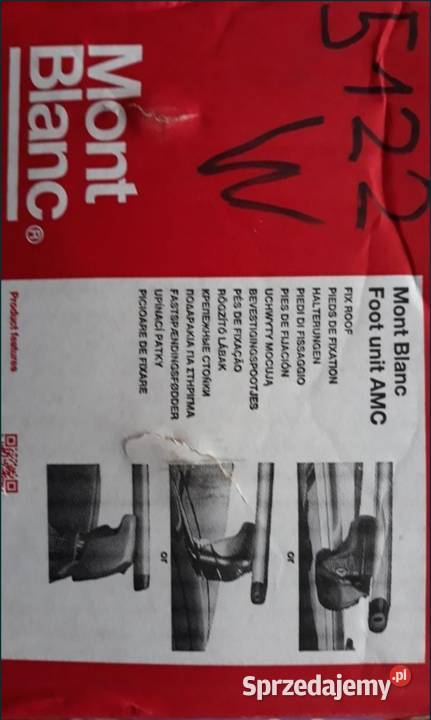 5122
W
Mont
Blanc®
Mont Blanc
Foot unit AMC
FIX ROOF
PIEDS DE FIXATION
HALTERUNGEN
PIEDI DI FISSAGGIO
PIES DE FIJACIÓN
UCHWYTY MOCUJĄ
BEVESTIGINGSPOOTJES
PÉS DE FIXAÇÃO
RÖGZÍTŐ LÁBAK
КРЕПЕЖНЫЕ СТОЙКИ
ΠΟΔΑΡΑΚΙΑ ΓΙΑ ΣΤΗΡΙΓΜΑ
FASTSPÆNDINGSFØDDER
UPÍNACÍ PATKY
PICIOARE DE FIXARE
or
or
Product features
Sprzedajemy.pl